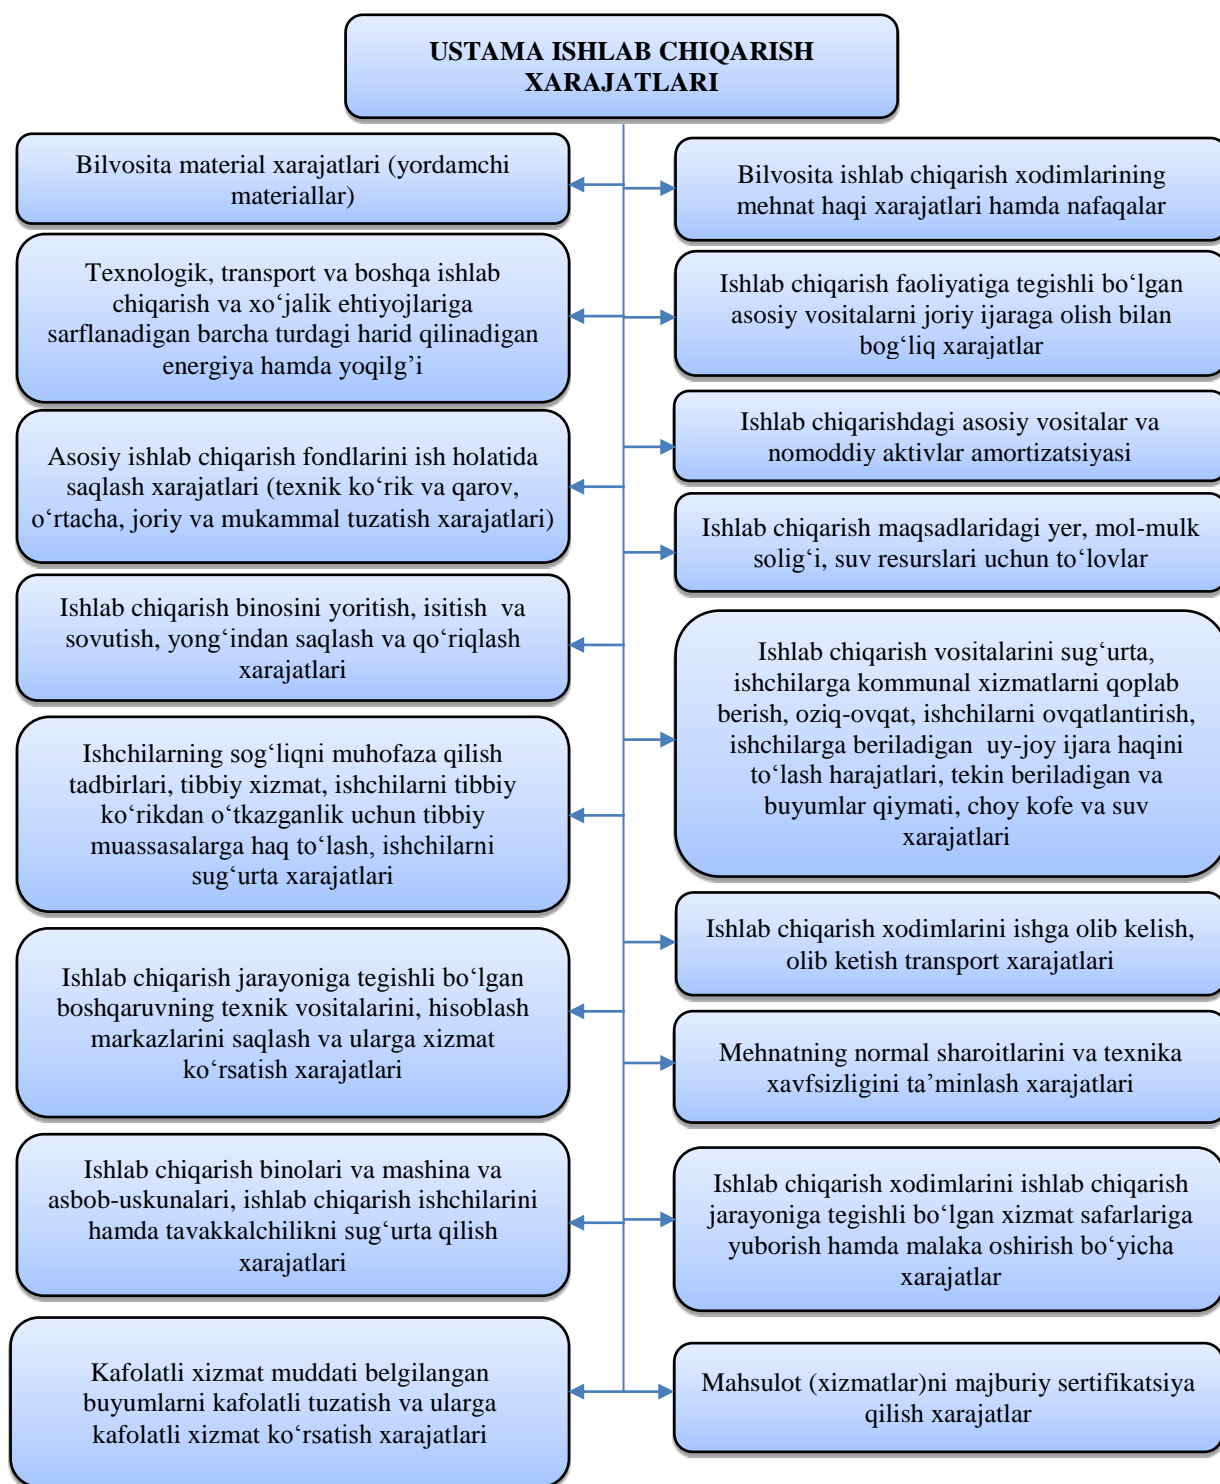 USTAMA ISHLAB CHIQARISH
XARAJATLARI
Bilvosita material xarajatlari (yordamchi
materiallar)
Bilvosita ishlab chiqarish xodimlarining
mehnat haqi xarajatlari hamda nafaqalar
Texnologik, transport va boshqa ishlab
chiqarish va xo‘jalik ehtiyojlariga
sarflanadigan barcha turdagi harid qilinadigan
energiya hamda yoqilg’i
Ishlab chiqarish faoliyatiga tegishli bo‘lgan
asosiy vositalarni joriy ijaraga olish bilan
bog‘liq xarajatlar
Ishlab chiqarishdagi asosiy vositalar va
nomoddiy aktivlar amortizatsiyasi
Asosiy ishlab chiqarish fondlarini ish holatida
saqlash xarajatlari (texnik ko‘rik va qarov,
o‘rtacha, joriy va mukammal tuzatish xarajatlari)
Ishlab chiqarish maqsadlaridagi yer, mol-mulk
solig‘i, suv resurslari uchun to‘lovlar
Ishlab chiqarish binosini yoritish, isitish va
sovutish, yong‘indan saqlash va qo‘riqlash
xarajatlari
Ishlab chiqarish vositalarini sug‘urta,
ishchilarga kommunal xizmatlarni qoplab
berish, oziq-ovqat, ishchilarni ovqatlantirish,
ishchilarga beriladigan uy-joy ijara haqini
to‘lash harajatlari, tekin beriladigan va
buyumlar qiymati, choy kofe va suv
xarajatlari
Ishchilarning sog‘liqni muhofaza qilish
tadbirlari, tibbiy xizmat, ishchilarni tibbiy
ko‘rikdan o‘tkazganlik uchun tibbiy
muassasalarga haq to‘lash, ishchilarni
sug‘urta xarajatlari
Ishlab chiqarish xodimlarini ishga olib kelish,
olib ketish transport xarajatlari
Ishlab chiqarish jarayoniga tegishli bo‘lgan
boshqaruvning texnik vositalarini, hisoblash
markazlarini saqlash va ularga xizmat
ko‘rsatish xarajatlari
Mehnatning normal sharoitlarini va texnika
xavfsizligini ta’minlash xarajatlari
Ishlab chiqarish binolari va mashina va
asbob-uskunalari, ishlab chiqarish ishchilarini
hamda tavakkalchilikni sug‘urta qilish
xarajatlari
Ishlab chiqarish xodimlarini ishlab chiqarish
jarayoniga tegishli bo‘lgan xizmat safarlariga
yuborish hamda malaka oshirish bo‘yicha
xarajatlar
Kafolatli xizmat muddati belgilangan
buyumlarni kafolatli tuzatish va ularga
kafolatli xizmat ko‘rsatish xarajatlari
Mahsulot (xizmatlar)ni majburiy sertifikatsiya
qilish xarajatlar